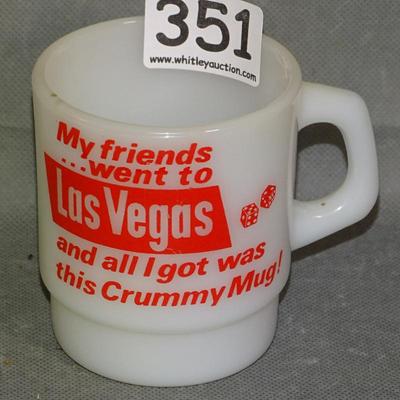 351
www.whitleyauction.com
My friends
...went to
Las Vegas
and all I got was
this Crummy Mug!